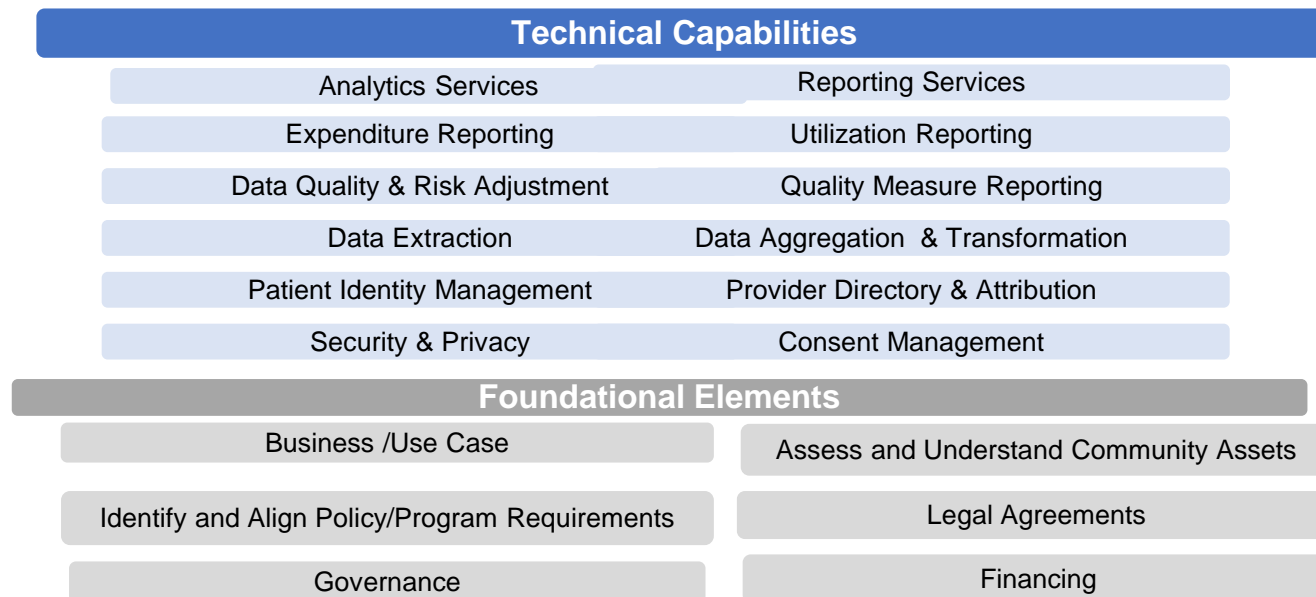 Technical Capabilities
Analytics Services
Reporting Services
Expenditure Reporting
Utilization Reporting
Data Quality & Risk Adjustment
Quality Measure Reporting
Data Extraction
Data Aggregation & Transformation
Patient Identity Management
Provider Directory & Attribution
Security & Privacy
Consent Management
Foundational Elements
Business /Use Case
Assess and Understand Community Assets
Identify and Align Policy/Program Requirements
Legal Agreements
Governance
Financing